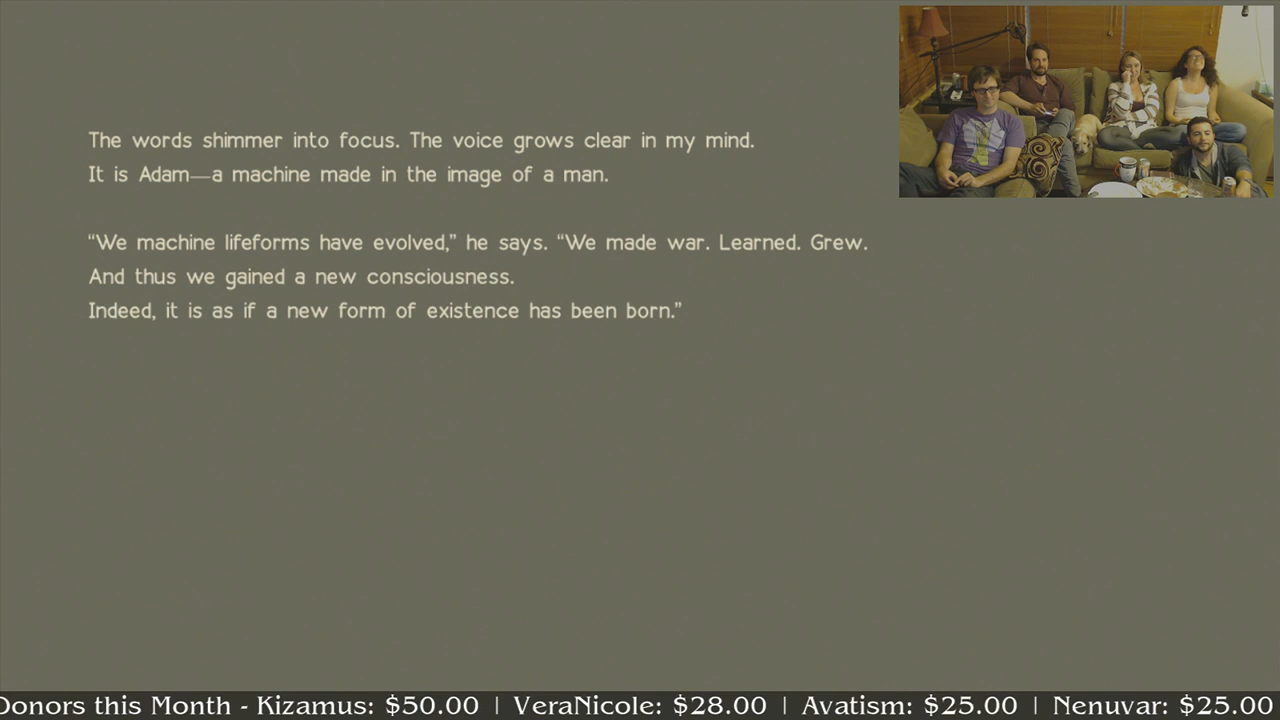 The words shimmer into focus. The voice grows clear in my mind.
It is Adam—a machine made in the image of a man.
“We machine lifeforms have evolved,” he says. “We made war. Learned. Grew.
And thus we gained a new consciousness.
Indeed, it is as if a new form of existence has been born.”
Donors this Month - Kizamus: $50.00 | VeraNicole: $28.00 | Avatism: $25.00 | Nenuvar: $25.00